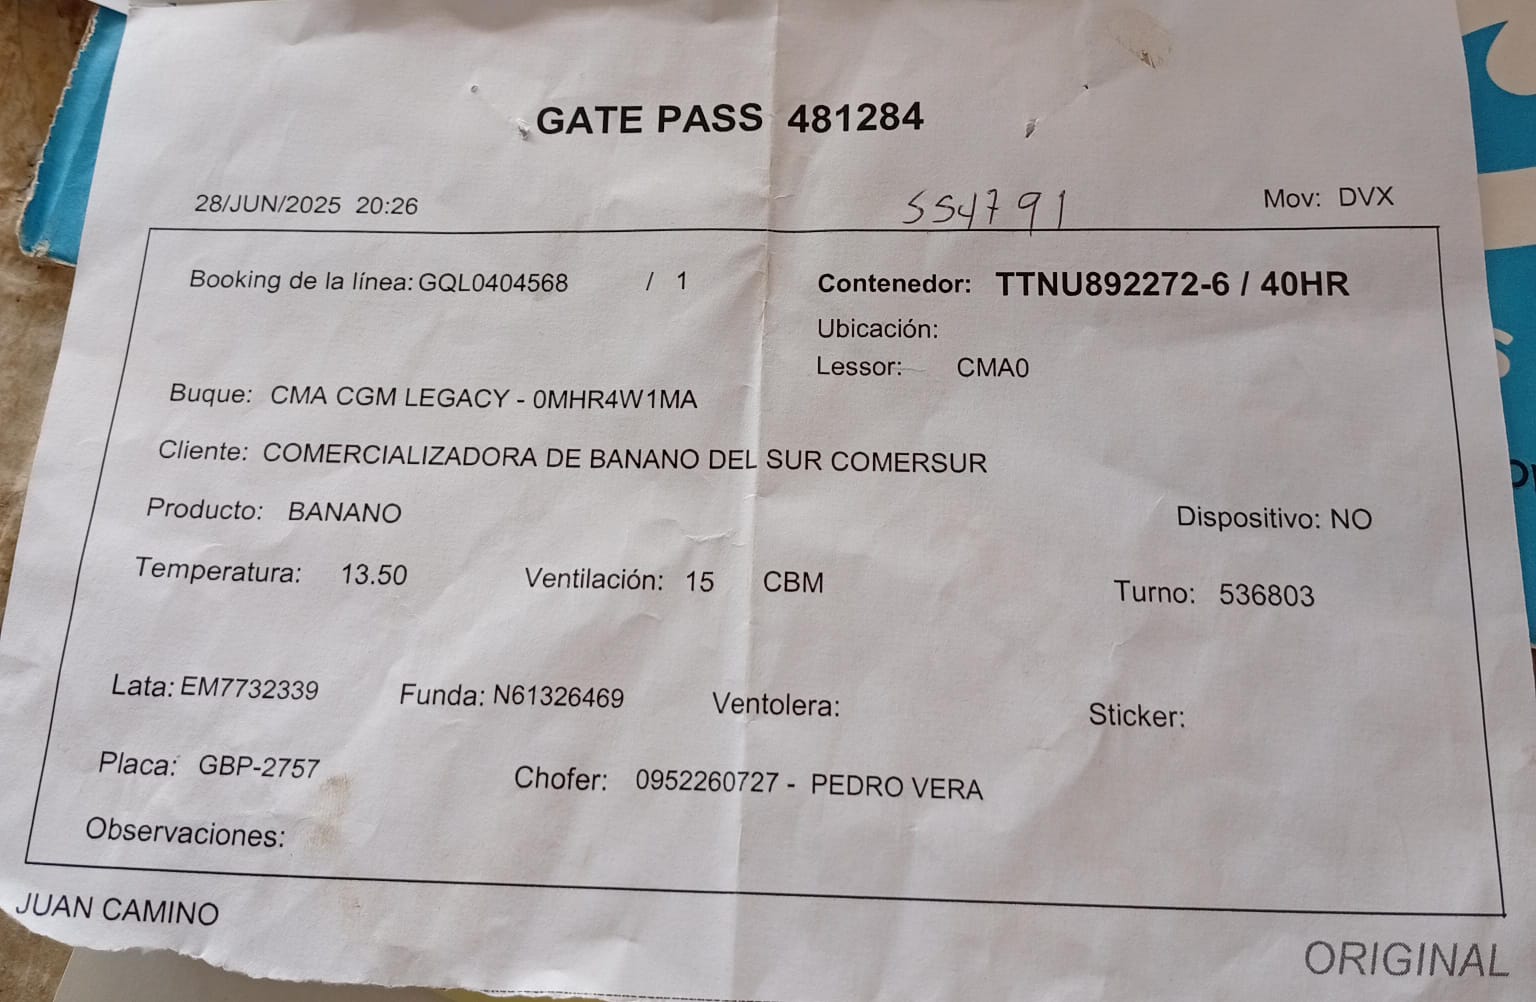 GATE PASS 481284
28/JUN/2025 20:26 554791 Mov: DVX
Booking de la línea: GQL0404568 / 1 Contenedor: TTNU892272-6 / 40HR
Ubicación:
Lessor: CMA0
Buque: CMA CGM LEGACY - 0MHR4W1MA
Cliente: COMERCIALIZADORA DE BANANO DEL SUR COMERSUR
Producto: BANANO Dispositivo: NO
Temperatura: 13.50 Ventilación: 15 CBM Turno: 536803
Lata: EM7732339 Funda: N61326469 Ventolera: Sticker:
Placa: GBP-2757 Chofer: 0952260727 - PEDRO VERA
Observaciones:
JUAN CAMINO
ORIGINAL